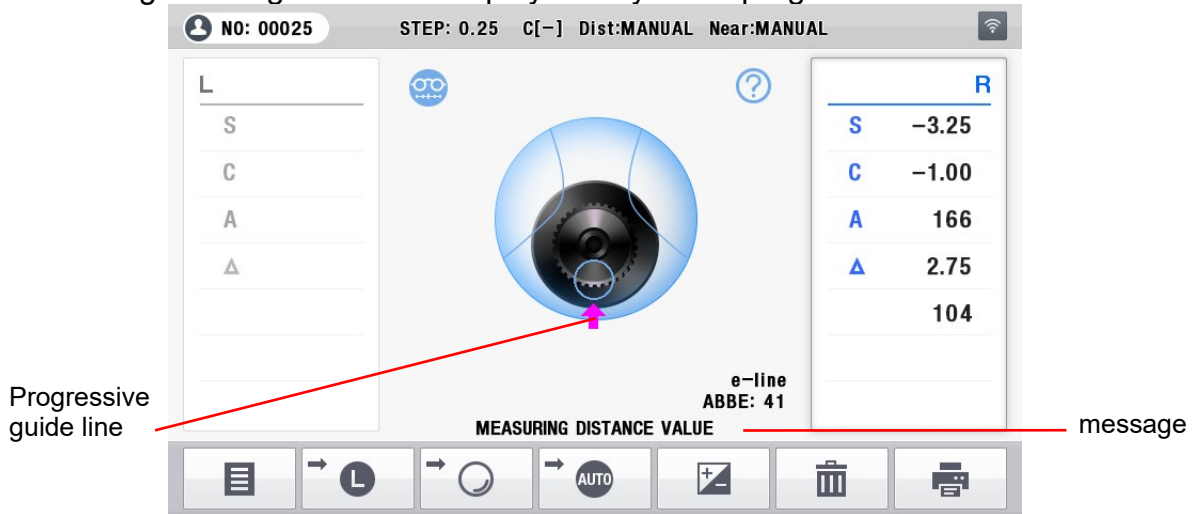 NO: 00025 STEP: 0.25 C[-] Dist:MANUAL Near:MANUAL
L
S
C
A
Δ
?
R
S -3.25
C -1.00
A 166
Δ 2.75
104
e-line
ABBE: 41
MEASURING DISTANCE VALUE
Progressive
guide line
message
L
AUTO